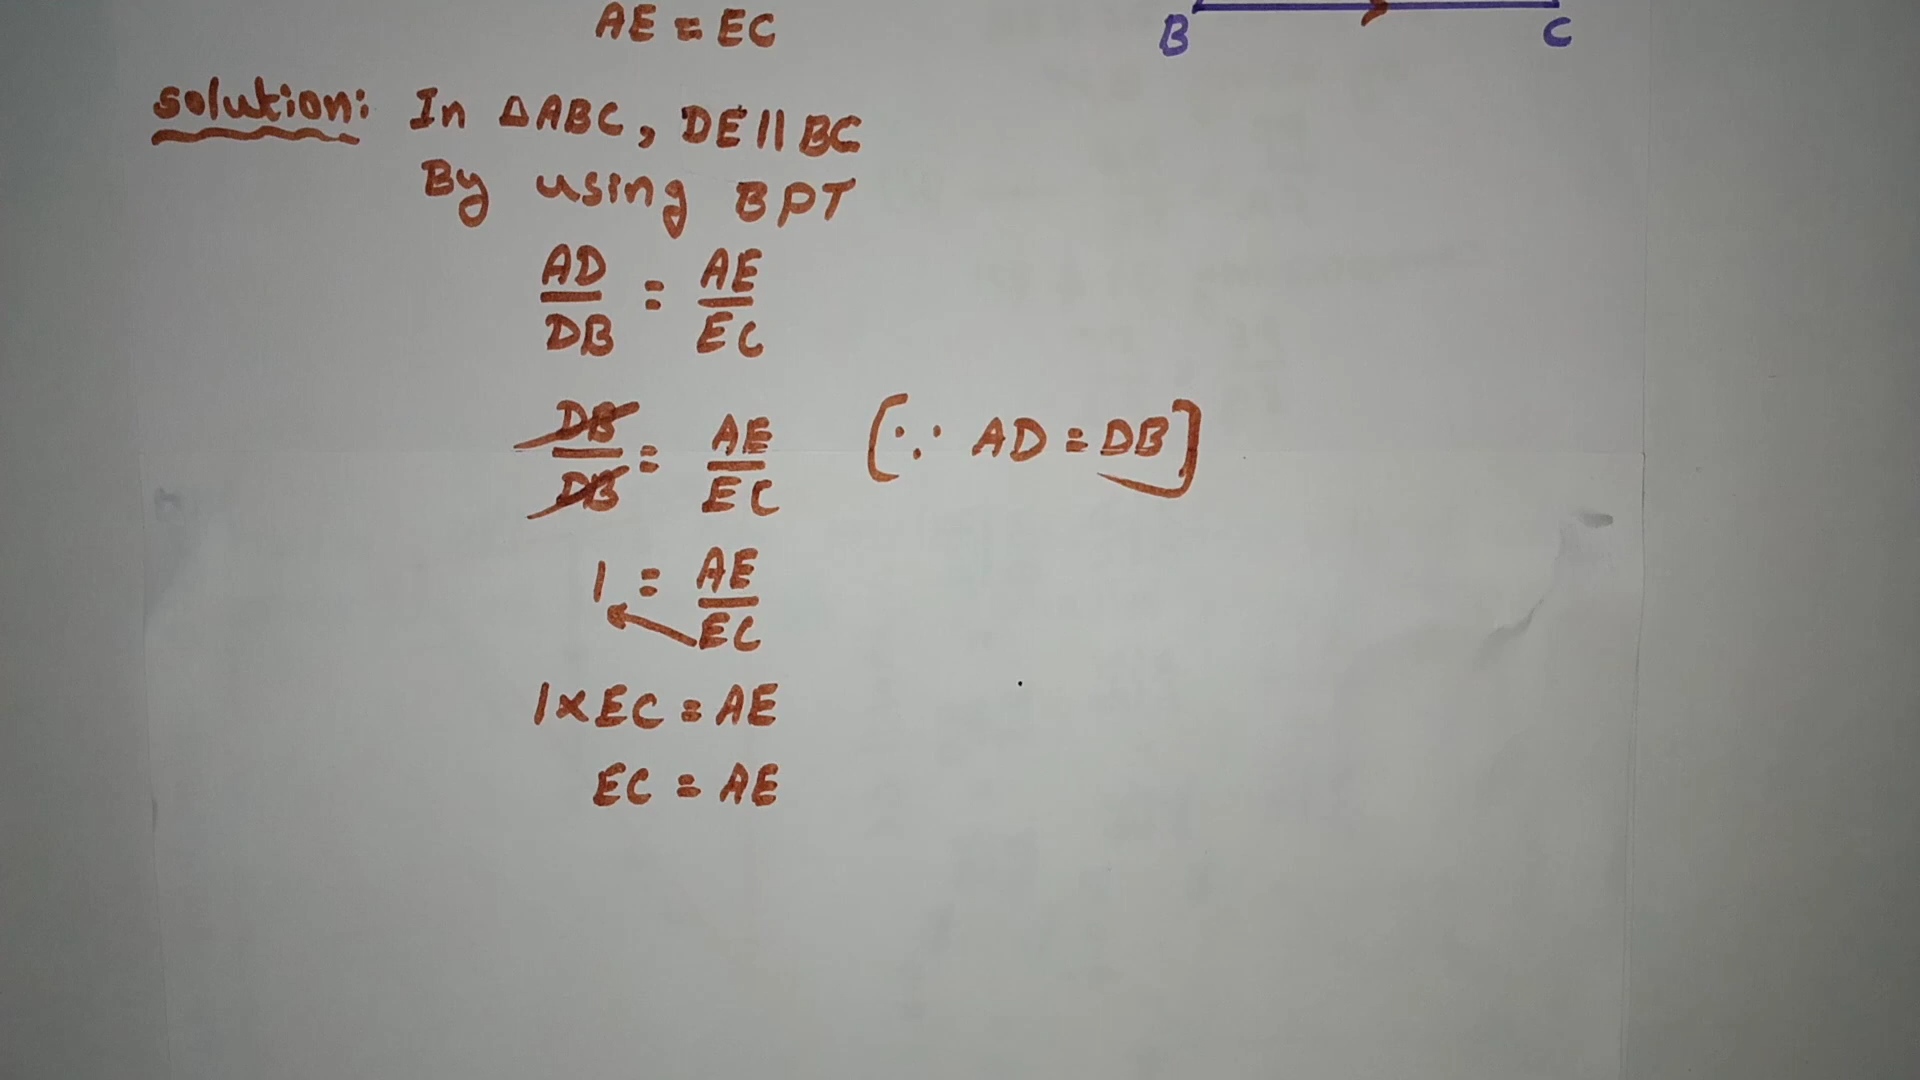 AE = EC
B C
solution: In △ABC, DE || BC
By using BPT
AD/DB = AE/EC
DB/DB = AE/EC [∵ AD = DB]
1 = AE/EC
1×EC = AE
EC = AE